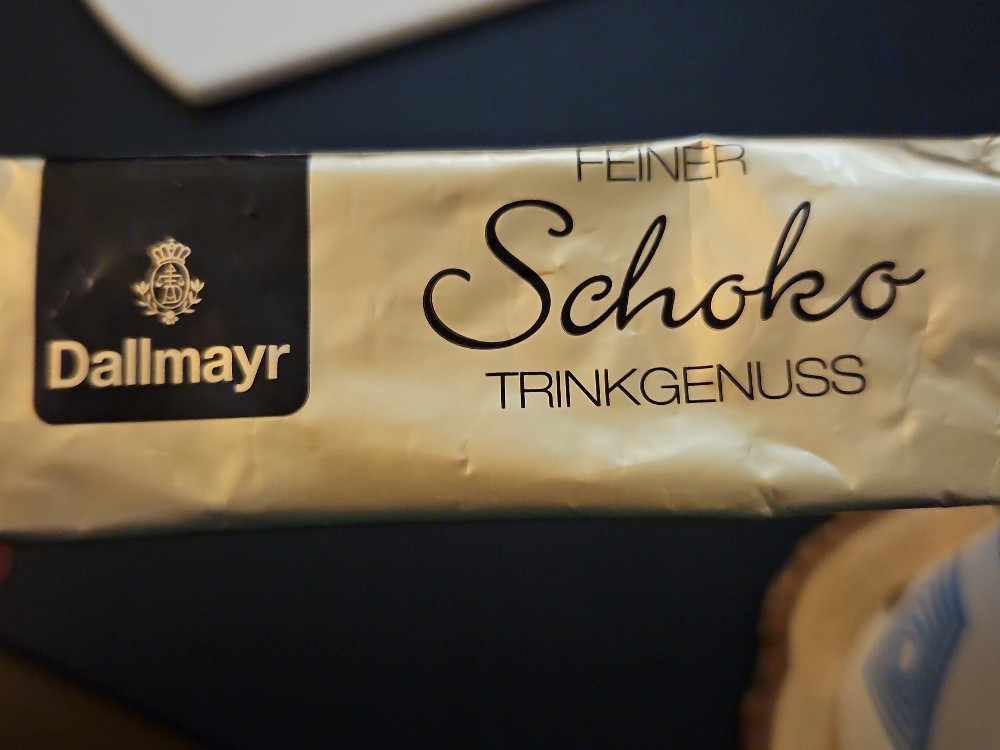 Dallmayr
FEINER
Schoko
TRINKGENUSS